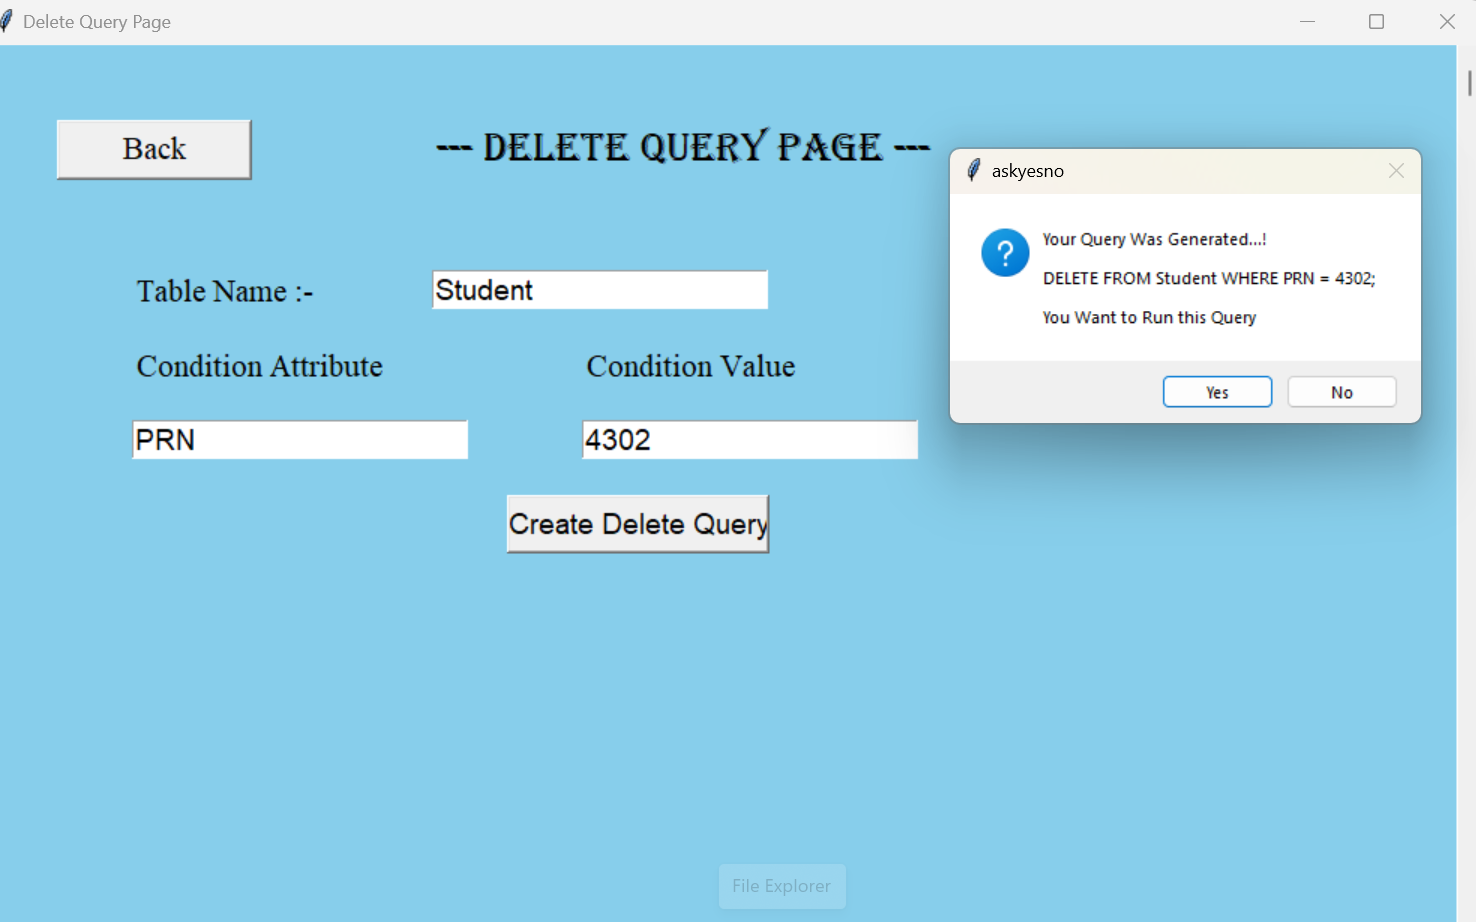 Delete Query Page
Back
--- DELETE QUERY PAGE ---
askyesno
Your Query Was Generated...!
DELETE FROM Student WHERE PRN = 4302;
You Want to Run this Query
Yes No
Table Name :- Student
Condition Attribute Condition Value
PRN 4302
Create Delete Query
File Explorer